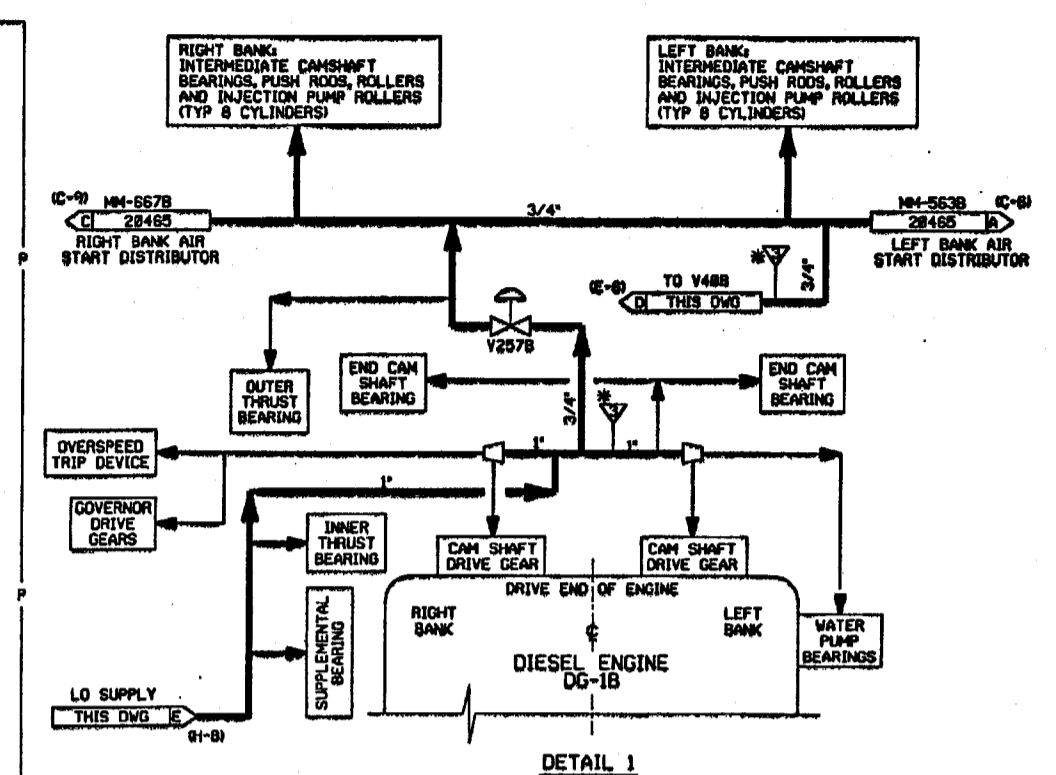 RIGHT BANK:
INTERMEDIATE CAMSHAFT
BEARINGS, PUSH RODS, ROLLERS
AND INJECTION PUMP ROLLERS
(TYP 8 CYLINDERS)
LEFT BANK:
INTERMEDIATE CAMSHAFT
BEARINGS, PUSH RODS, ROLLERS
AND INJECTION PUMP ROLLERS
(TYP 8 CYLINDERS)
(C-9)
MM-667B
C 20465
RIGHT BANK AIR
START DISTRIBUTOR
3/4"
MM-563B
(C-6)
20465 A
LEFT BANK AIR
START DISTRIBUTOR
P
*3
3/4"
(E-6)
TO V40B
D THIS DWG
V257B
OUTER
THRUST
BEARING
END CAM
SHAFT
BEARING
END CAM
SHAFT
BEARING
3/4"
*3
OVERSPEED
TRIP DEVICE
1"
1"
1"
GOVERNOR
DRIVE
GEARS
INNER
THRUST
BEARING
CAM SHAFT
DRIVE GEAR
CAM SHAFT
DRIVE GEAR
DRIVE END OF ENGINE
P
RIGHT
BANK
LEFT
BANK
SUPPLEMENTAL
BEARING
WATER
PUMP
BEARINGS
DIESEL ENGINE
DG-1B
LO SUPPLY
THIS DWG E
(H-8)
DETAIL 1